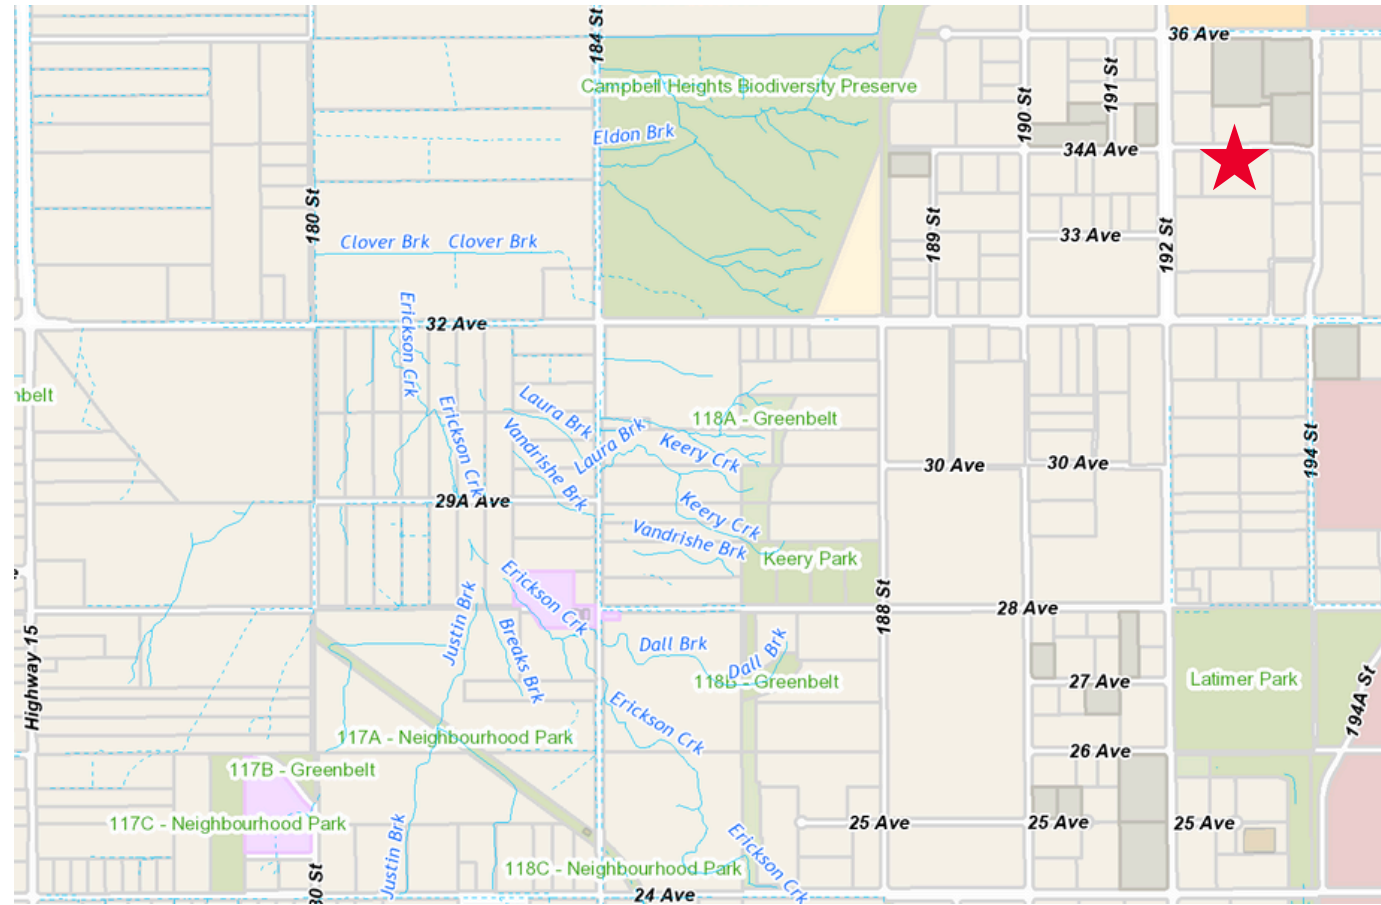 184 St
36 Ave
Campbell Heights Biodiversity Preserve
191 St
190 St
Eldon Brk
34A Ave
180 St
Clover Brk
Clover Brk
189 St
33 Ave
192 St
32 Ave
Erickson Crk
nbelt
Laura Brk
Erickson Crk
118A - Greenbelt
Vandrishe Brk
Laura Brk
Keery Crk
30 Ave
30 Ave
194 St
29A Ave
Keery Crk
Vandrishe Brk
Keery Park
Erickson Crk
188 St
28 Ave
Justin Brk
Breaks Brk
Dall Brk
Dall Brk
Highway 15
118B - Greenbelt
27 Ave
Latimer Park
194A St
Erickson Crk
117A - Neighbourhood Park
26 Ave
117B - Greenbelt
117C - Neighbourhood Park
25 Ave
25 Ave
25 Ave
Justin Brk
Erickson Crk
118C - Neighbourhood Park
80 St
24 Ave